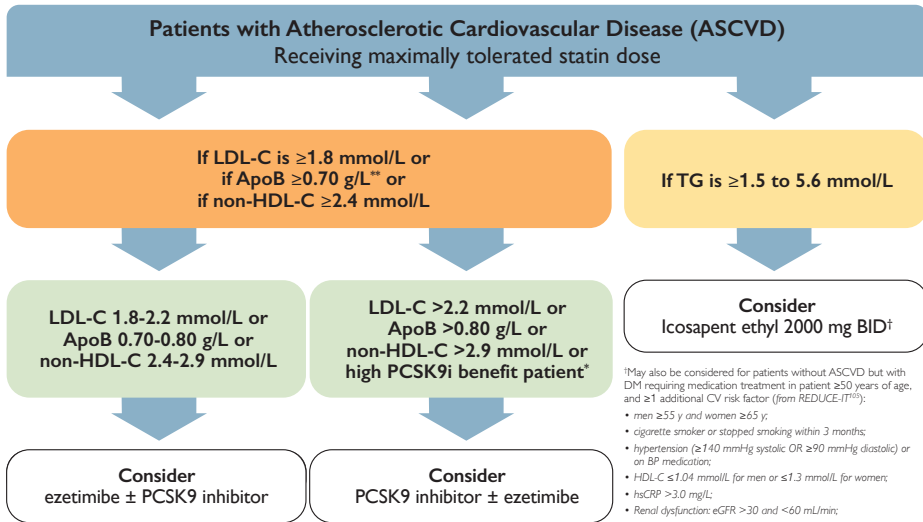 Patients with Atherosclerotic Cardiovascular Disease (ASCVD)
Receiving maximally tolerated statin dose
If LDL-C is ≥1.8 mmol/L or
if ApoB ≥0.70 g/L** or
if non-HDL-C ≥2.4 mmol/L
If TG is ≥1.5 to 5.6 mmol/L
LDL-C 1.8-2.2 mmol/L or
ApoB 0.70-0.80 g/L or
non-HDL-C 2.4-2.9 mmol/L
LDL-C >2.2 mmol/L or
ApoB >0.80 g/L or
non-HDL-C >2.9 mmol/L or
high PCSK9i benefit patient*
Consider
Icosapent ethyl 2000 mg BID†
Consider
ezetimibe ± PCSK9 inhibitor
Consider
PCSK9 inhibitor ± ezetimibe
†May also be considered for patients without ASCVD but with
DM requiring medication treatment in patient ≥50 years of age,
and ≥1 additional CV risk factor (from REDUCE-IT105):
• men ≥55 y and women ≥65 y;
• cigarette smoker or stopped smoking within 3 months;
• hypertension (≥140 mmHg systolic OR ≥90 mmHg diastolic) or
on BP medication;
• HDL-C ≤1.04 mmol/L for men or ≤1.3 mmol/L for women;
• hsCRP >3.0 mg/L;
• Renal dysfunction: eGFR >30 and <60 mL/min;